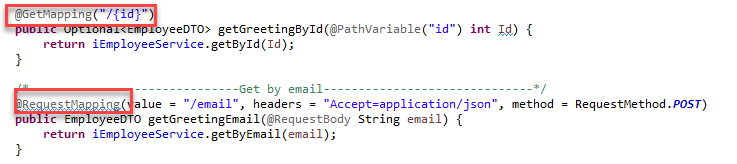 @GetMapping("/{id}")
public Optional<EmployeeDTO> getGreetingById(@PathVariable("id") int Id) {
return iEmployeeService.getById(Id);
}
/*----------------------------Get by email------------------------------*/
@RequestMapping(value = "/email", headers = "Accept=application/json", method = RequestMethod.POST)
public EmployeeDTO getGreetingEmail(@RequestBody String email) {
return iEmployeeService.getByEmail(email);
}